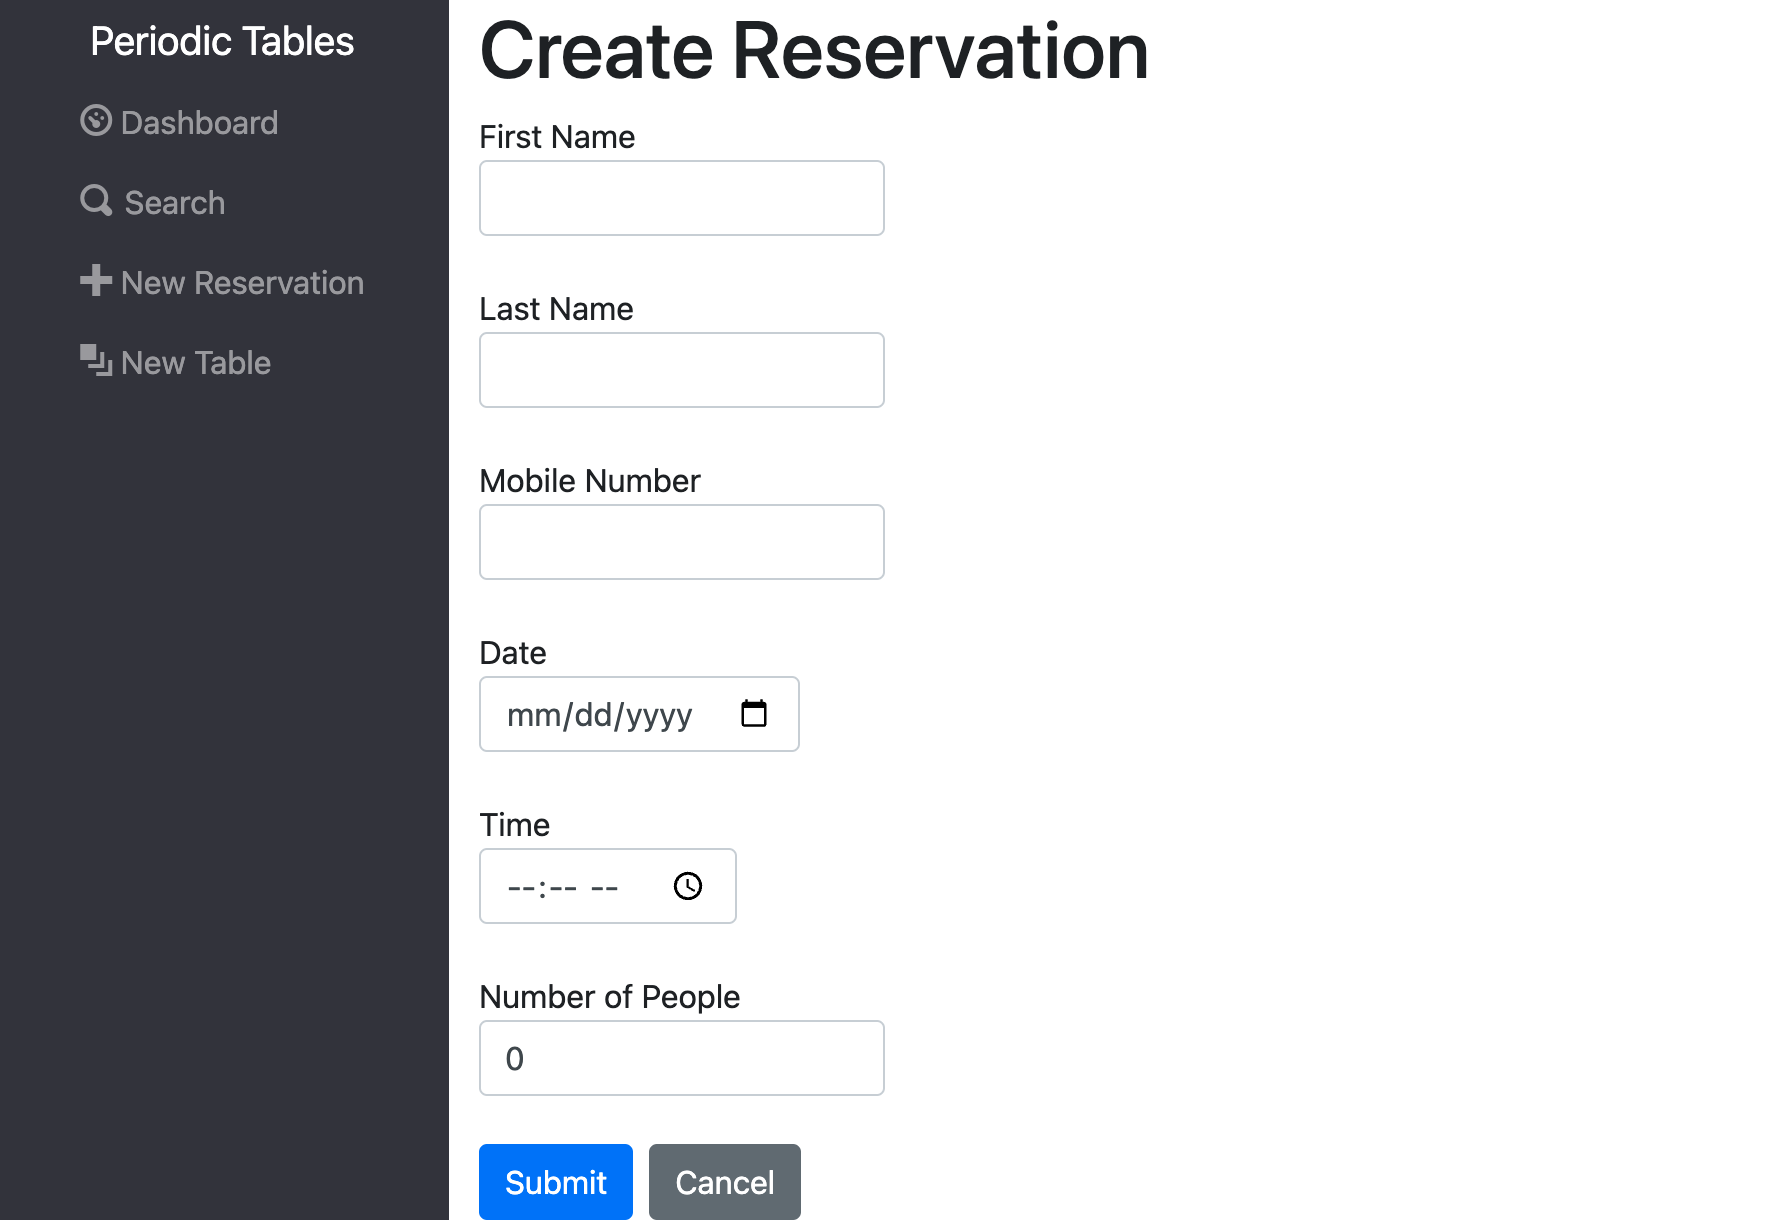 Periodic Tables
Dashboard
Search
New Reservation
New Table
Create Reservation
First Name
Last Name
Mobile Number
Date
mm/dd/yyyy
Time
--:-- --
Number of People
0
Submit
Cancel